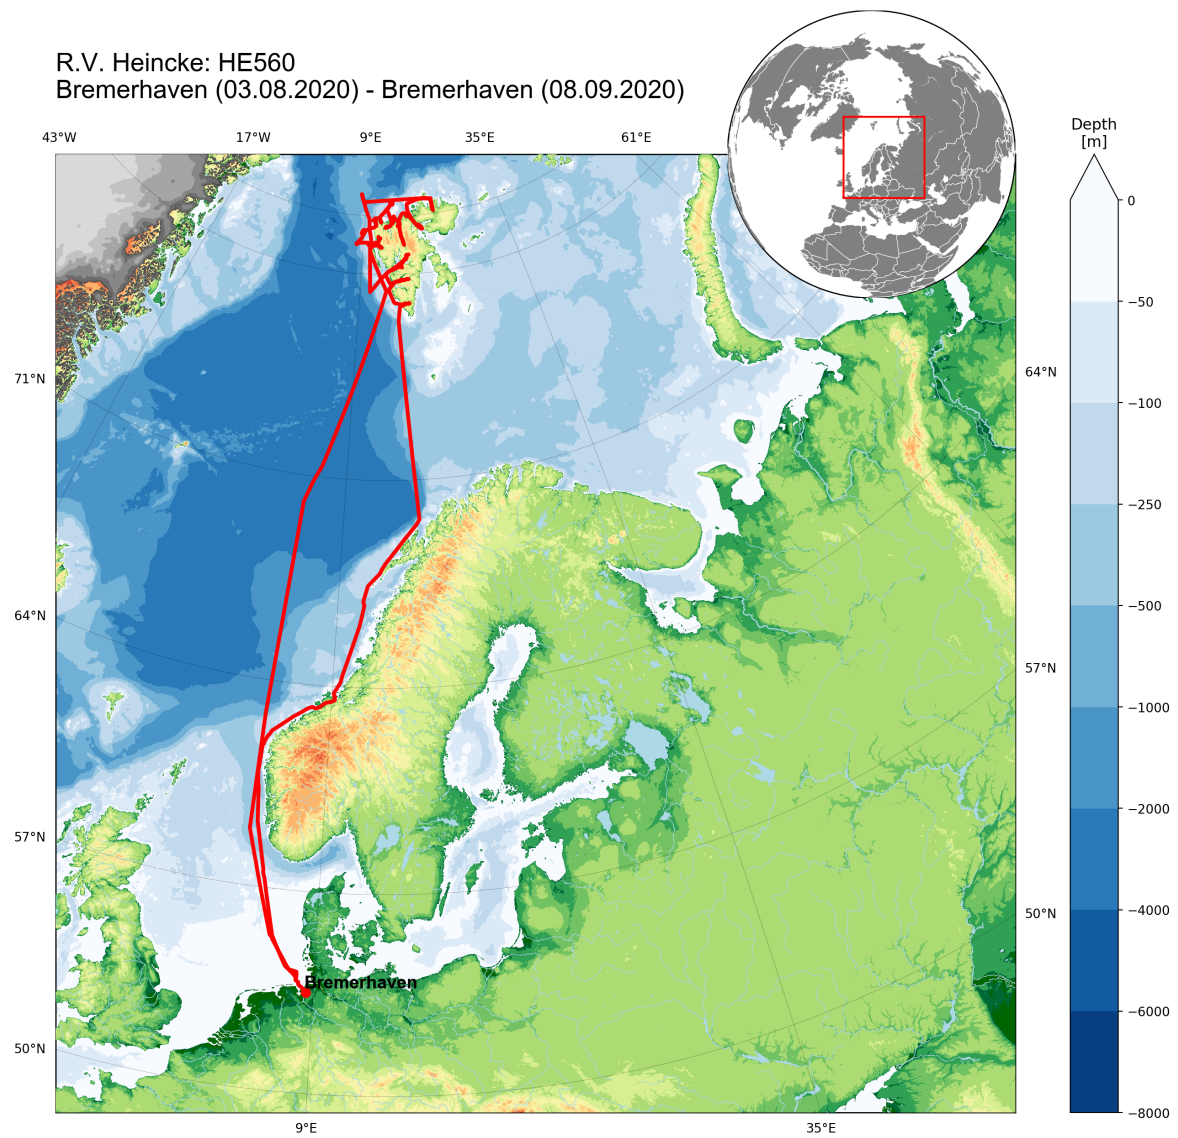 R.V. Heincke: HE560
Bremerhaven (03.08.2020) - Bremerhaven (08.09.2020)
43°W 17°W 9°E 35°E 61°E
Depth
[m]
0
−50
−100
−250
−500
−1000
−2000
−4000
−6000
−8000
71°N
64°N
57°N
50°N
64°N
57°N
50°N
Bremerhaven
9°E 35°E